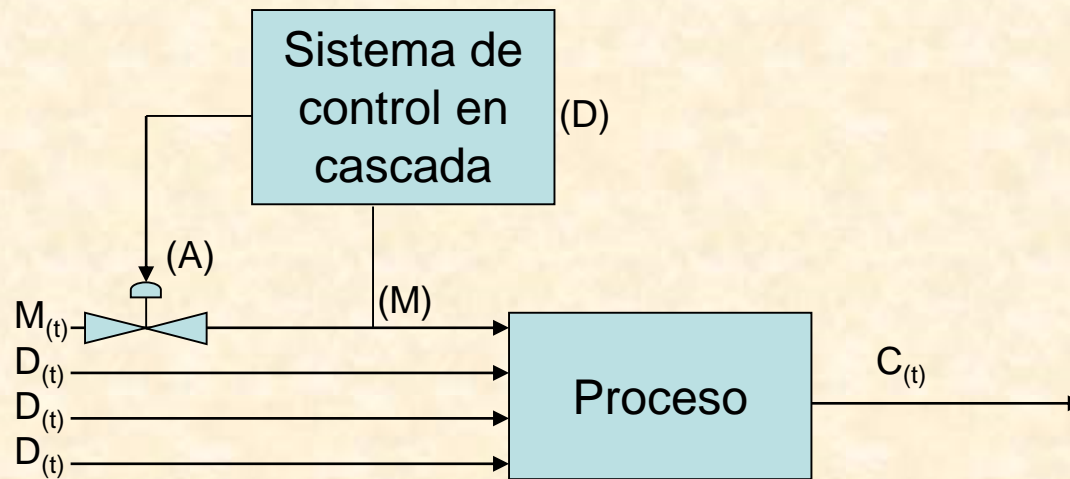 Sistema de
control en
cascada
(D)
(A)
(M)
M(t)
D(t)
D(t)
D(t)
Proceso
C(t)